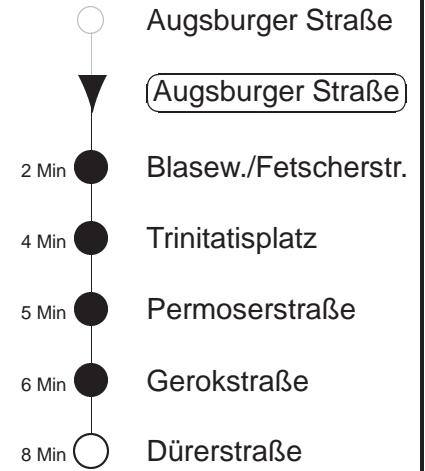 Augsburger Straße
Augsburger Straße
2 Min Blasew./Fetscherstr.
4 Min Trinitatisplatz
5 Min Permoserstraße
6 Min Gerokstraße
8 Min Dürerstraße